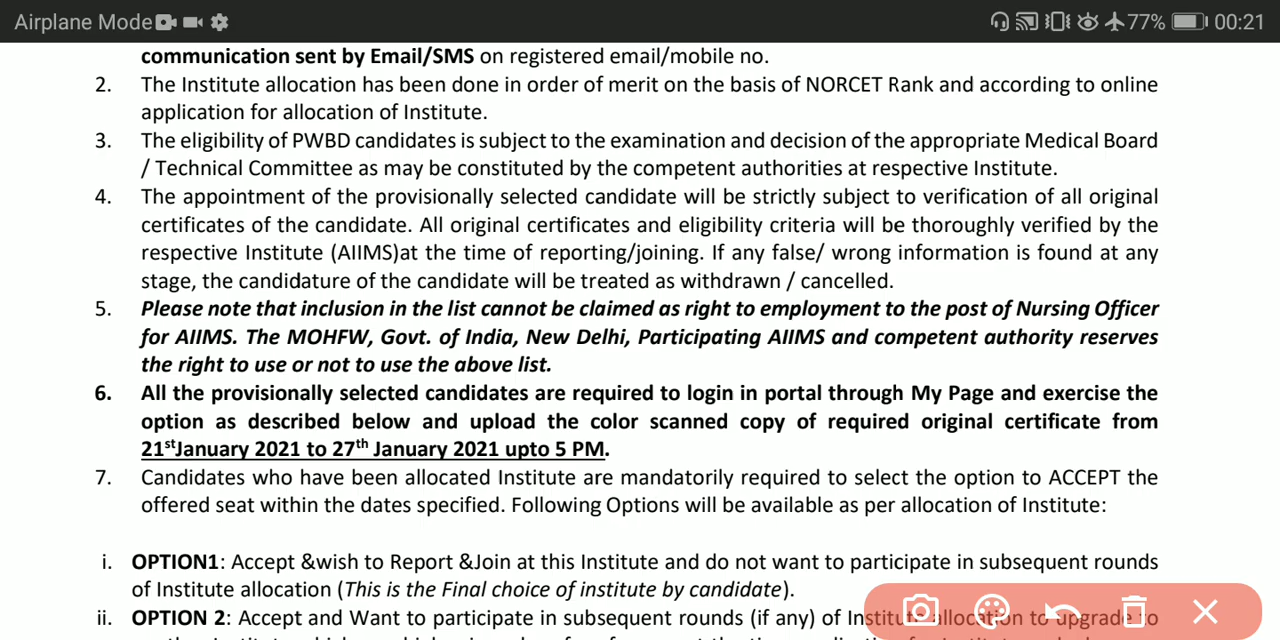 Airplane Mode 77% 00:21
communication sent by Email/SMS on registered email/mobile no.
2. The Institute allocation has been done in order of merit on the basis of NORCET Rank and according to online
application for allocation of Institute.
3. The eligibility of PWBD candidates is subject to the examination and decision of the appropriate Medical Board
/ Technical Committee as may be constituted by the competent authorities at respective Institute.
4. The appointment of the provisionally selected candidate will be strictly subject to verification of all original
certificates of the candidate. All original certificates and eligibility criteria will be thoroughly verified by the
respective Institute (AIIMS)at the time of reporting/joining. If any false/ wrong information is found at any
stage, the candidature of the candidate will be treated as withdrawn / cancelled.
5. Please note that inclusion in the list cannot be claimed as right to employment to the post of Nursing Officer
for AIIMS. The MOHFW, Govt. of India, New Delhi, Participating AIIMS and competent authority reserves
the right to use or not to use the above list.
6. All the provisionally selected candidates are required to login in portal through My Page and exercise the
option as described below and upload the color scanned copy of required original certificate from
21stJanuary 2021 to 27th January 2021 upto 5 PM.
7. Candidates who have been allocated Institute are mandatorily required to select the option to ACCEPT the
offered seat within the dates specified. Following Options will be available as per allocation of Institute:
i. OPTION1: Accept &wish to Report &Join at this Institute and do not want to participate in subsequent rounds
of Institute allocation (This is the Final choice of institute by candidate).
ii. OPTION 2: Accept and Want to participate in subsequent rounds (if any) of Institute allocation to upgrade to